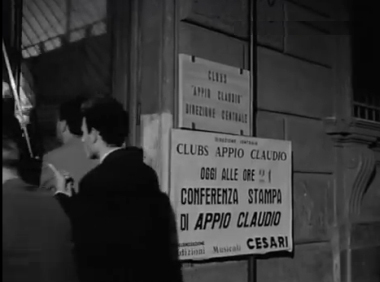 CLUBS
"APPIO CLAUDIO"
DIREZIONE CENTRALE
CLUBS APPIO CLAUDIO
OGGI ALLE ORE 21
CONFERENZA STAMPA
DI APPIO CLAUDIO
Edizioni Musicali CESARI